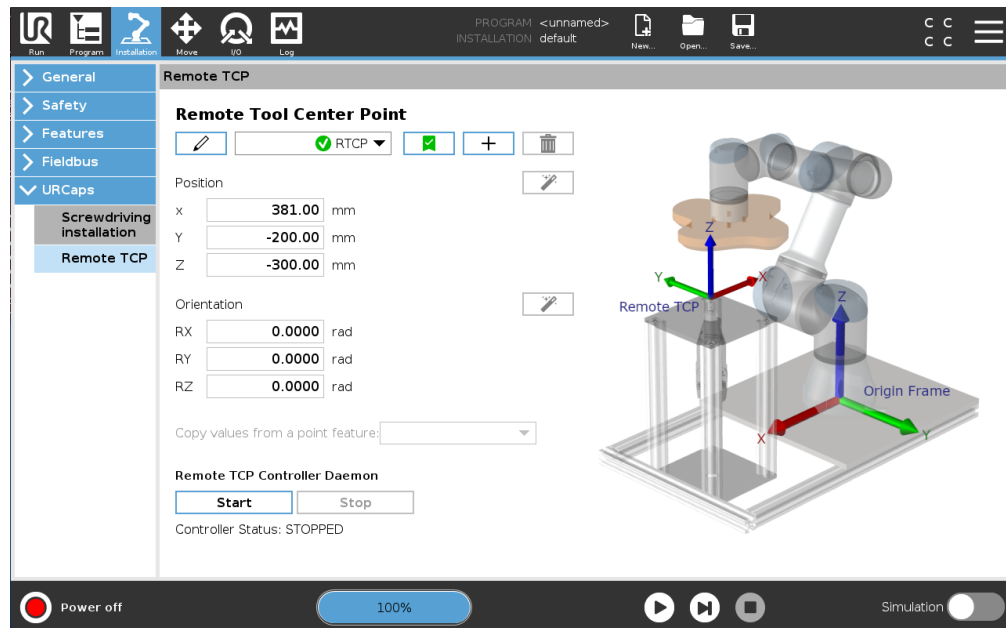 PROGRAM <unnamed>
INSTALLATION default
C C
C C
Run Program Installation Move I/O Log New... Open... Save...
General
Safety
Features
Fieldbus
URCaps
Screwdriving
installation
Remote TCP
Remote TCP
Remote Tool Center Point
RTCP
Position
X 381.00 mm
Y -200.00 mm
Z -300.00 mm
Orientation
RX 0.0000 rad
RY 0.0000 rad
RZ 0.0000 rad
Copy values from a point feature:
Remote TCP Controller Daemon
Start Stop
Controller Status: STOPPED
Z
Y X
Remote TCP
Z
Origin Frame
X Y
Power off
100%
Simulation